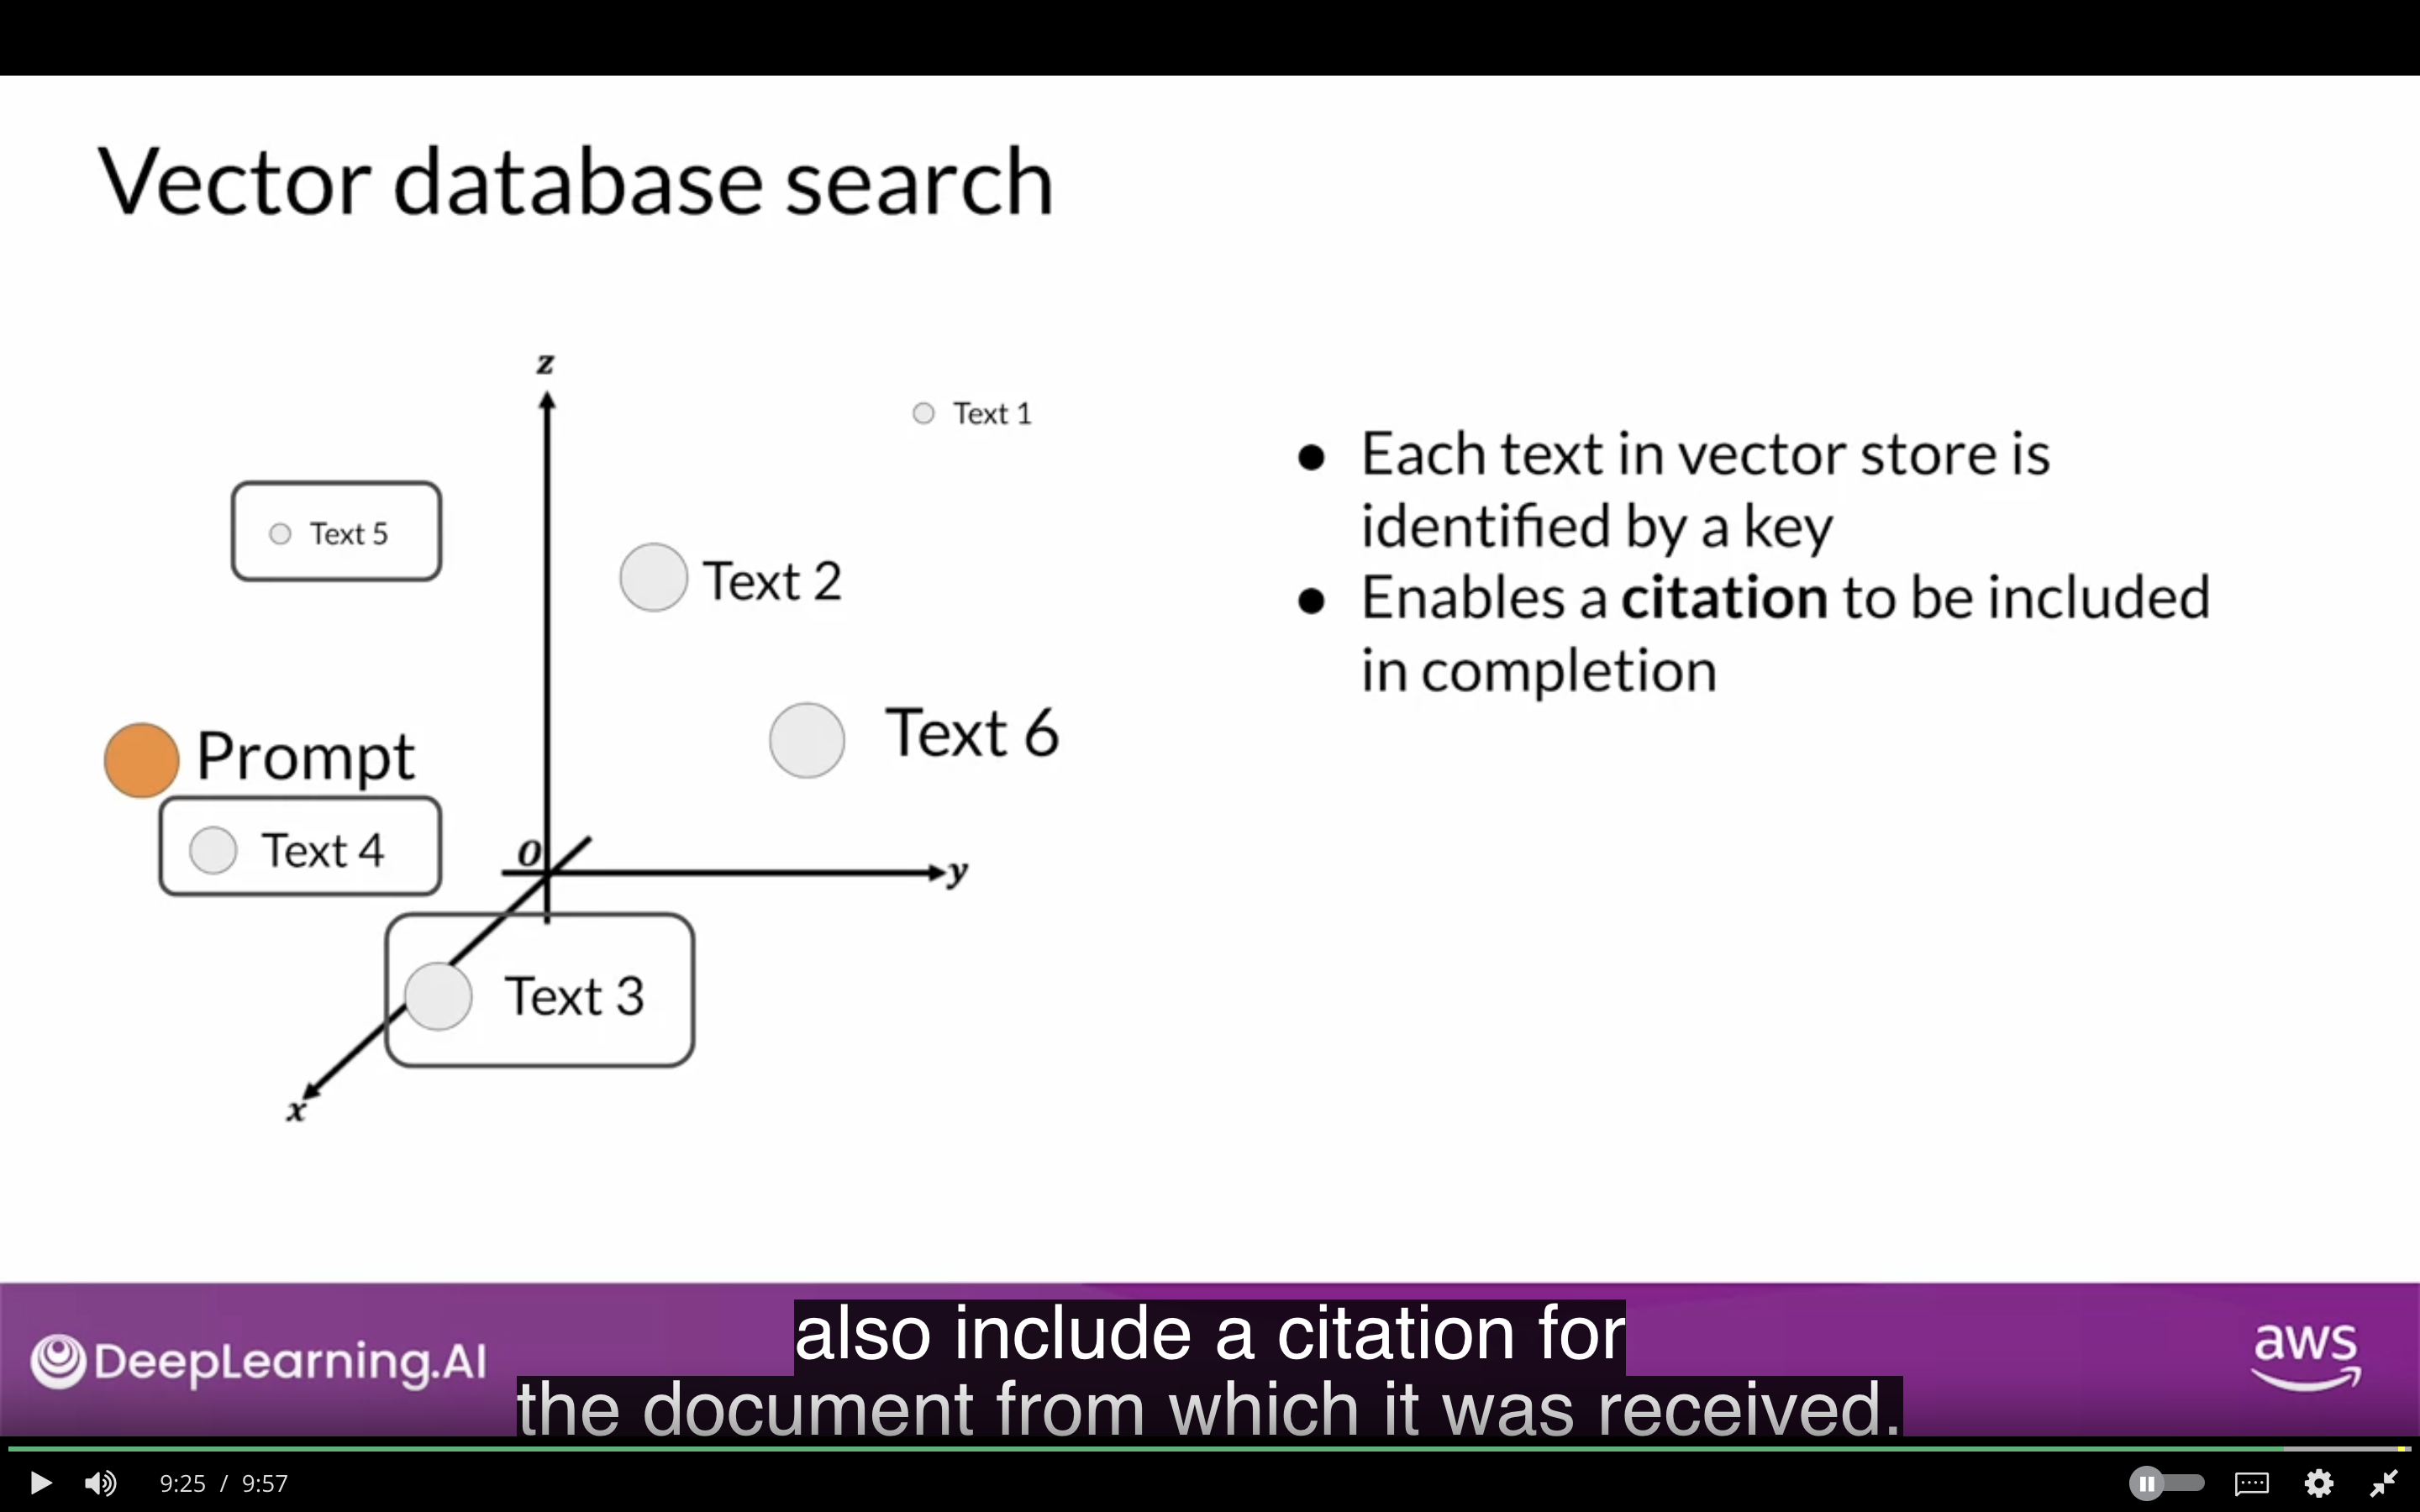 Vector database search
z
Text 1
Text 5
Text 2
Prompt
Text 6
Text 4
O
y
Text 3
x
● Each text in vector store is
identified by a key
● Enables a citation to be included
in completion
DeepLearning.AI
also include a citation for
the document from which it was received.
aws
9:25 / 9:57